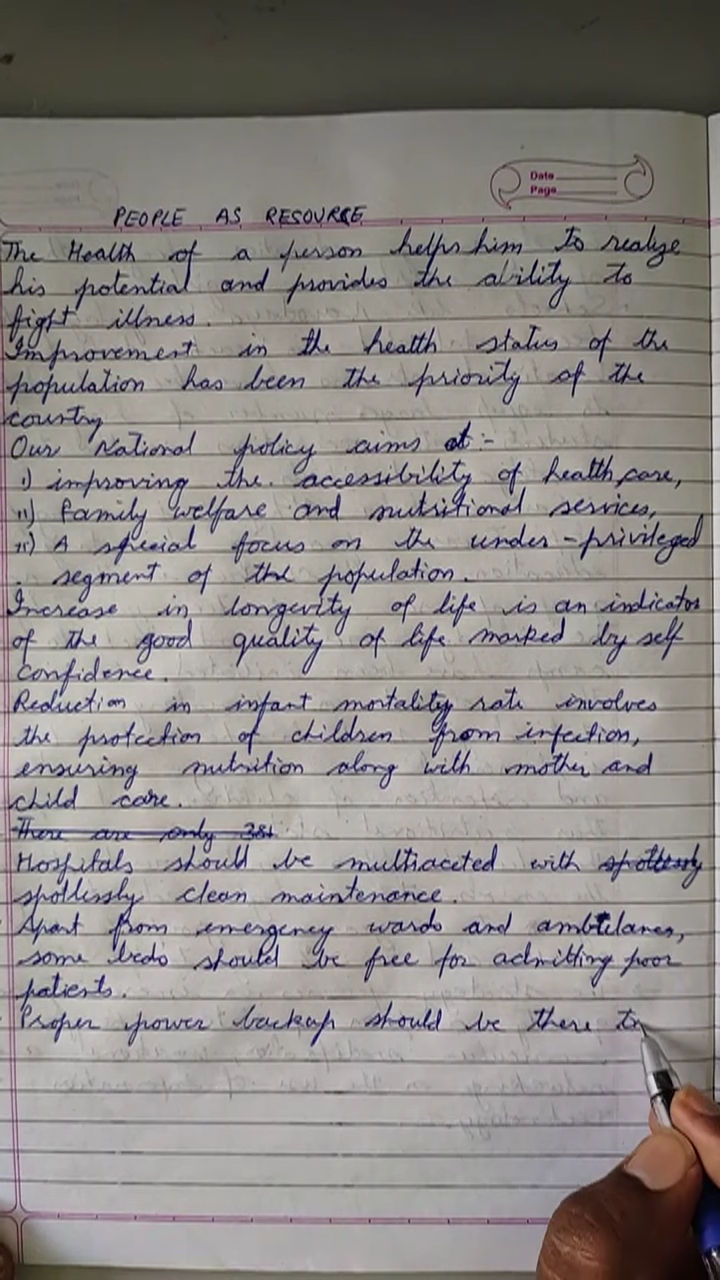 Date
Page
PEOPLE AS RESOURCE
The Health of a person helps him to realize
his potential and provides the ability to
fight illness.
Improvement in the health status of the
population has been the priority of the
country
Our National policy aims at :-
i) improving the accessibility of health care,
ii) family welfare and nutritional services,
iii) A special focus on the under-privileged
segment of the population.
Increase in longevity of life is an indicator
of the good quality of life marked by self
confidence.
Reduction in infant mortality rate involves
the protection of children from infection,
ensuring nutrition along with mother and
child care.
There are only 381
Hospitals should be multiaceted with spotlessly
spotlessly clean maintenance.
Apart from emergency wards and ambulances,
some beds should be free for admitting poor
patients.
Proper power backup should be there to